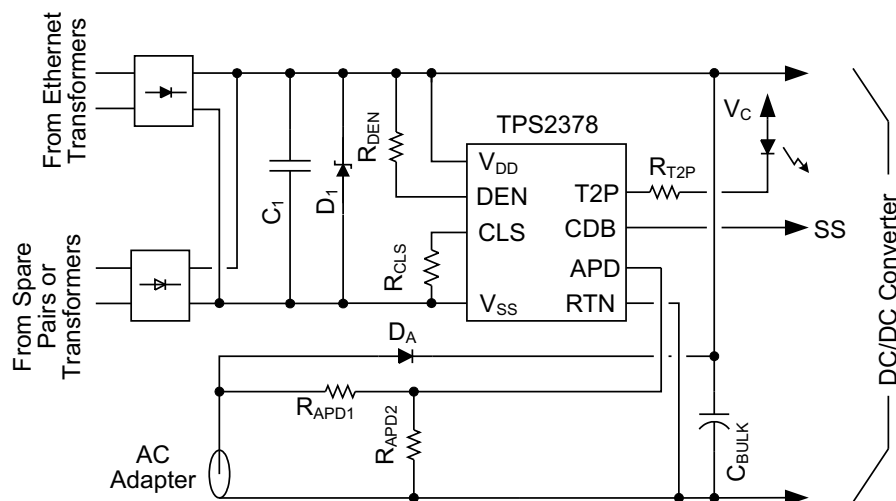 From Ethernet
Transformers
From Spare
Pairs or
Transformers
C1
D1
RDEN
RCLS
TPS2378
VDD
DEN
CLS
VSS
T2P
CDB
APD
RTN
RT2P
VC
SS
DC/DC Converter
DA
RAPD1
RAPD2
CBULK
AC
Adapter